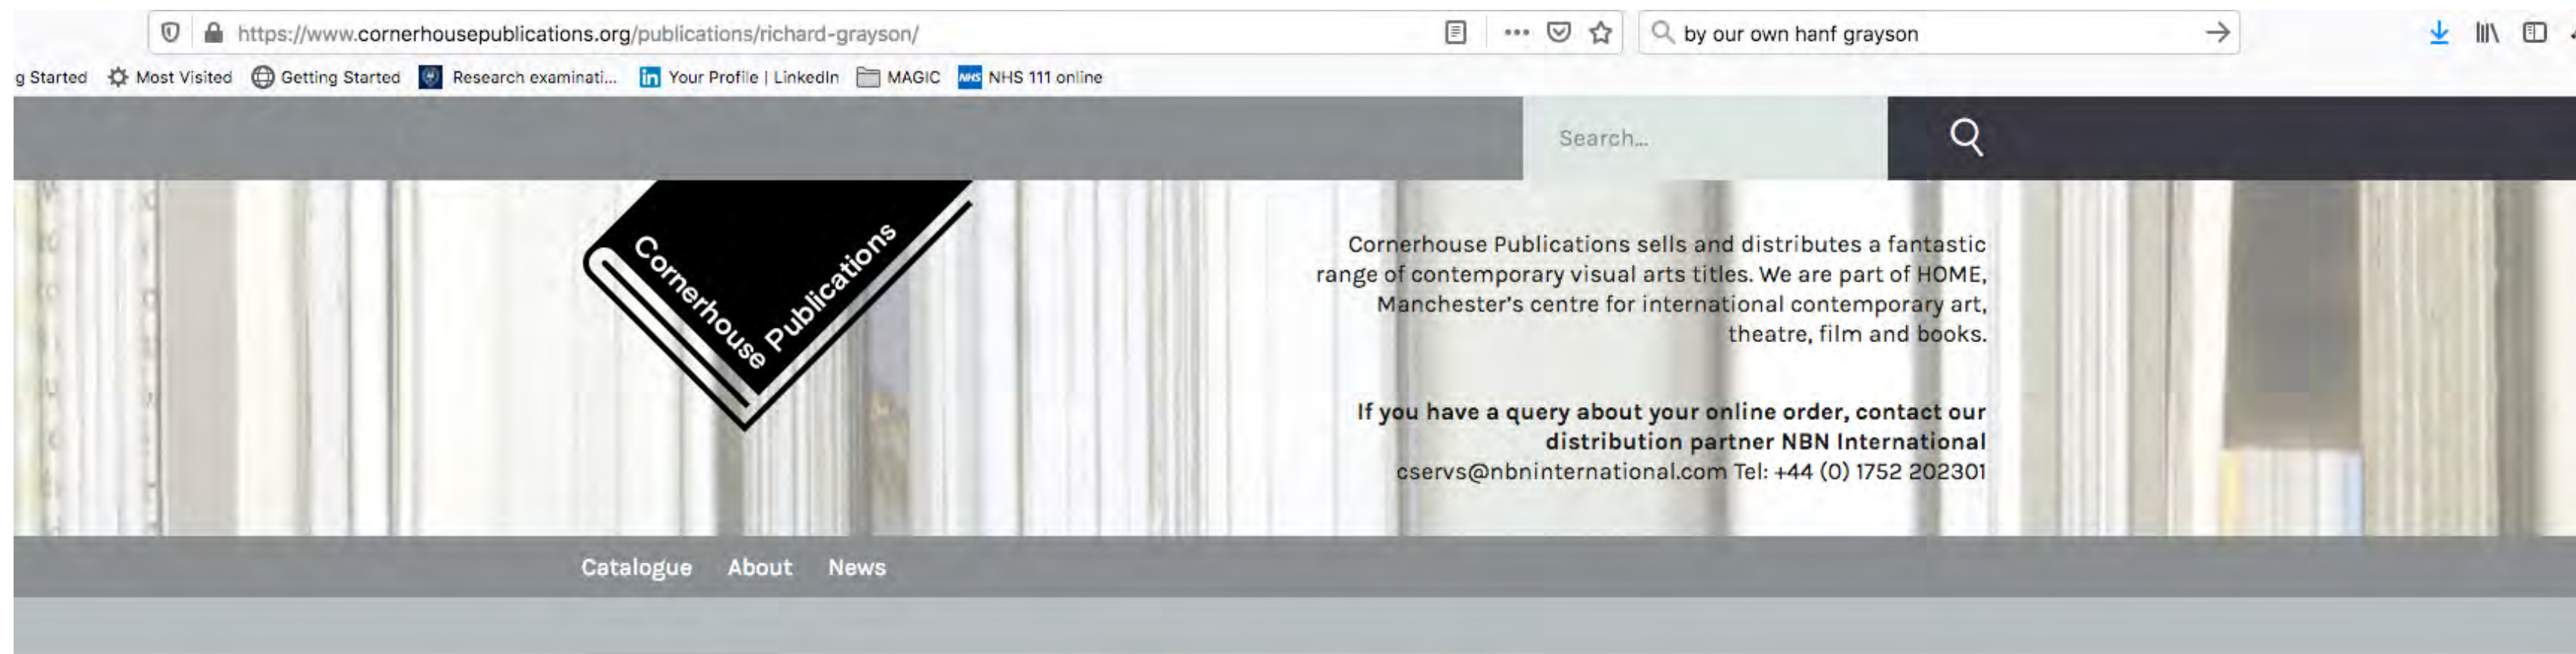 https://www.cornerhousepublications.org/publications/richard-grayson/
by our own hanf grayson
g Started Most Visited Getting Started Research examinati... in Your Profile | LinkedIn MAGIC NHS NHS 111 online
Search...
Cornerhouse
Publications
Cornerhouse Publications sells and distributes a fantastic
range of contemporary visual arts titles. We are part of HOME,
Manchester's centre for international contemporary art,
theatre, film and books.
If you have a query about your online order, contact our
distribution partner NBN International
cservs@nbninternational.com Tel: +44 (0) 1752 202301
Catalogue About News